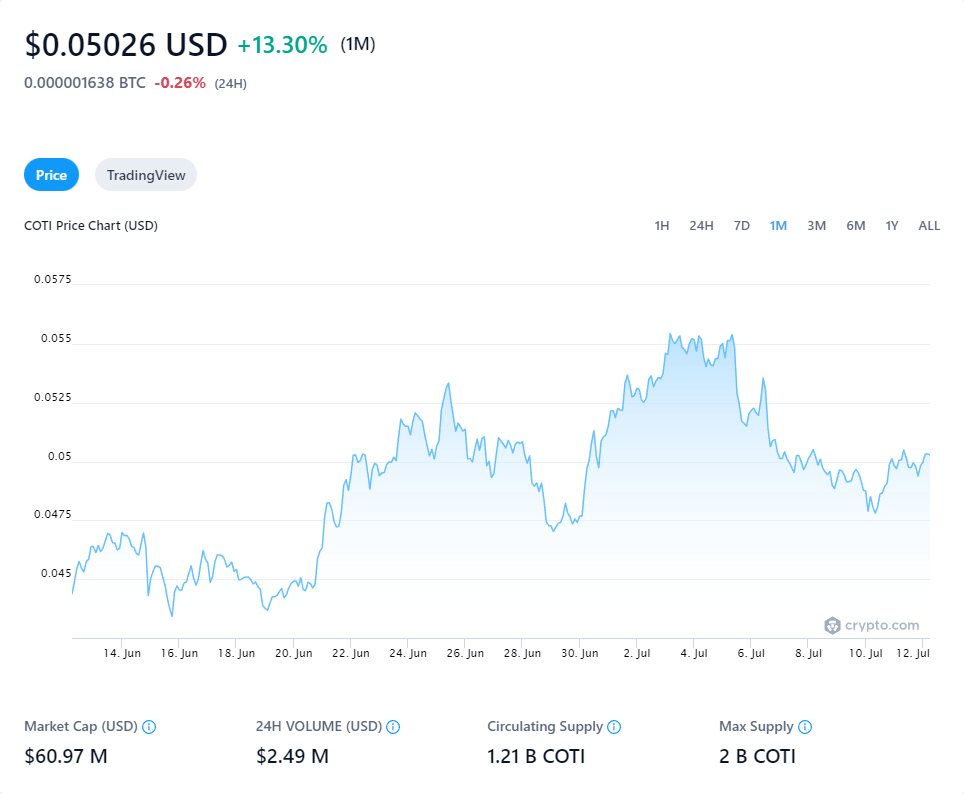 $0.05026 USD +13.30% (1M)
0.000001638 BTC -0.26% (24H)
Price TradingView
COTI Price Chart (USD) 1H 24H 7D 1M 3M 6M 1Y ALL
0.0575
0.055
0.0525
0.05
0.0475
0.045
crypto.com
14. Jun 16. Jun 18. Jun 20. Jun 22. Jun 24. Jun 26. Jun 28. Jun 30. Jun 2. Jul 4. Jul 6. Jul 8. Jul 10. Jul 12. Jul
Market Cap (USD) 24H VOLUME (USD) Circulating Supply Max Supply
$60.97 M $2.49 M 1.21 B COTI 2 B COTI